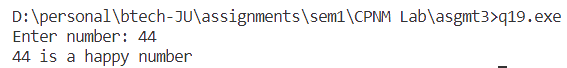 D:\personal\btech-JU\assignments\sem1\CPNM Lab\asgmt3>q19.exe
Enter number: 44
44 is a happy number